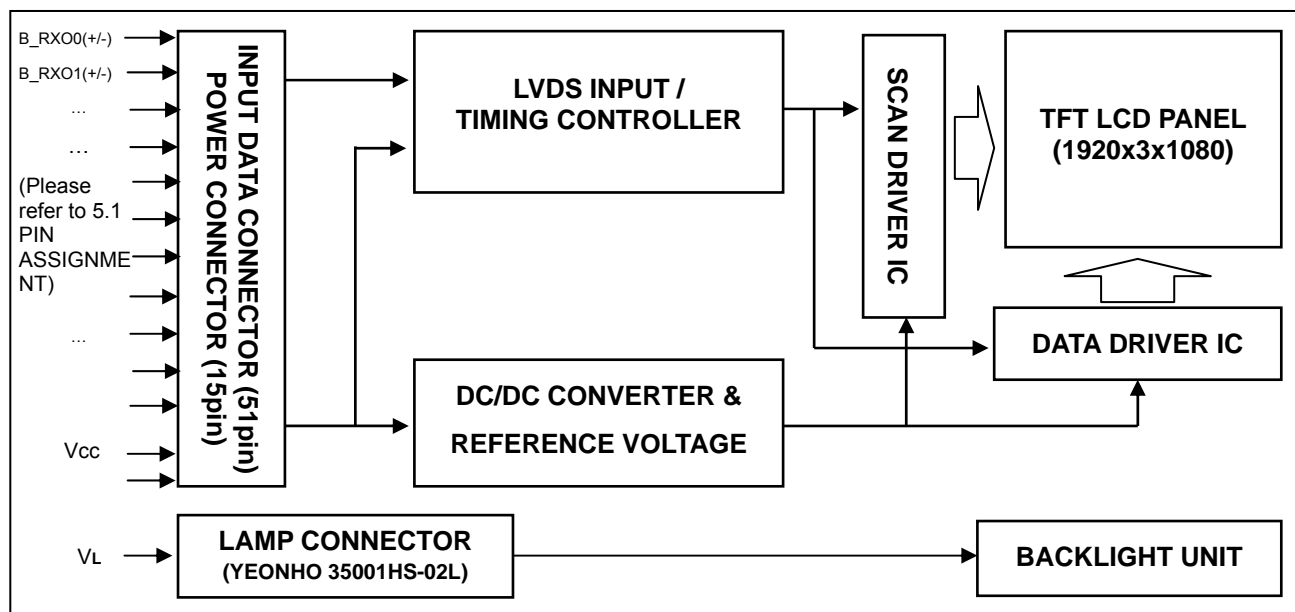 B_RXO0(+/-)
B_RXO1(+/-)
...
...
(Please
refer to 5.1
PIN
ASSIGNME
NT)
...
Vcc
VL
INPUT DATA CONNECTOR (51pin)
POWER CONNECTOR (15pin)
LVDS INPUT /
TIMING CONTROLLER
SCAN DRIVER IC
TFT LCD PANEL
(1920x3x1080)
DATA DRIVER IC
DC/DC CONVERTER &
REFERENCE VOLTAGE
LAMP CONNECTOR
(YEONHO 35001HS-02L)
BACKLIGHT UNIT